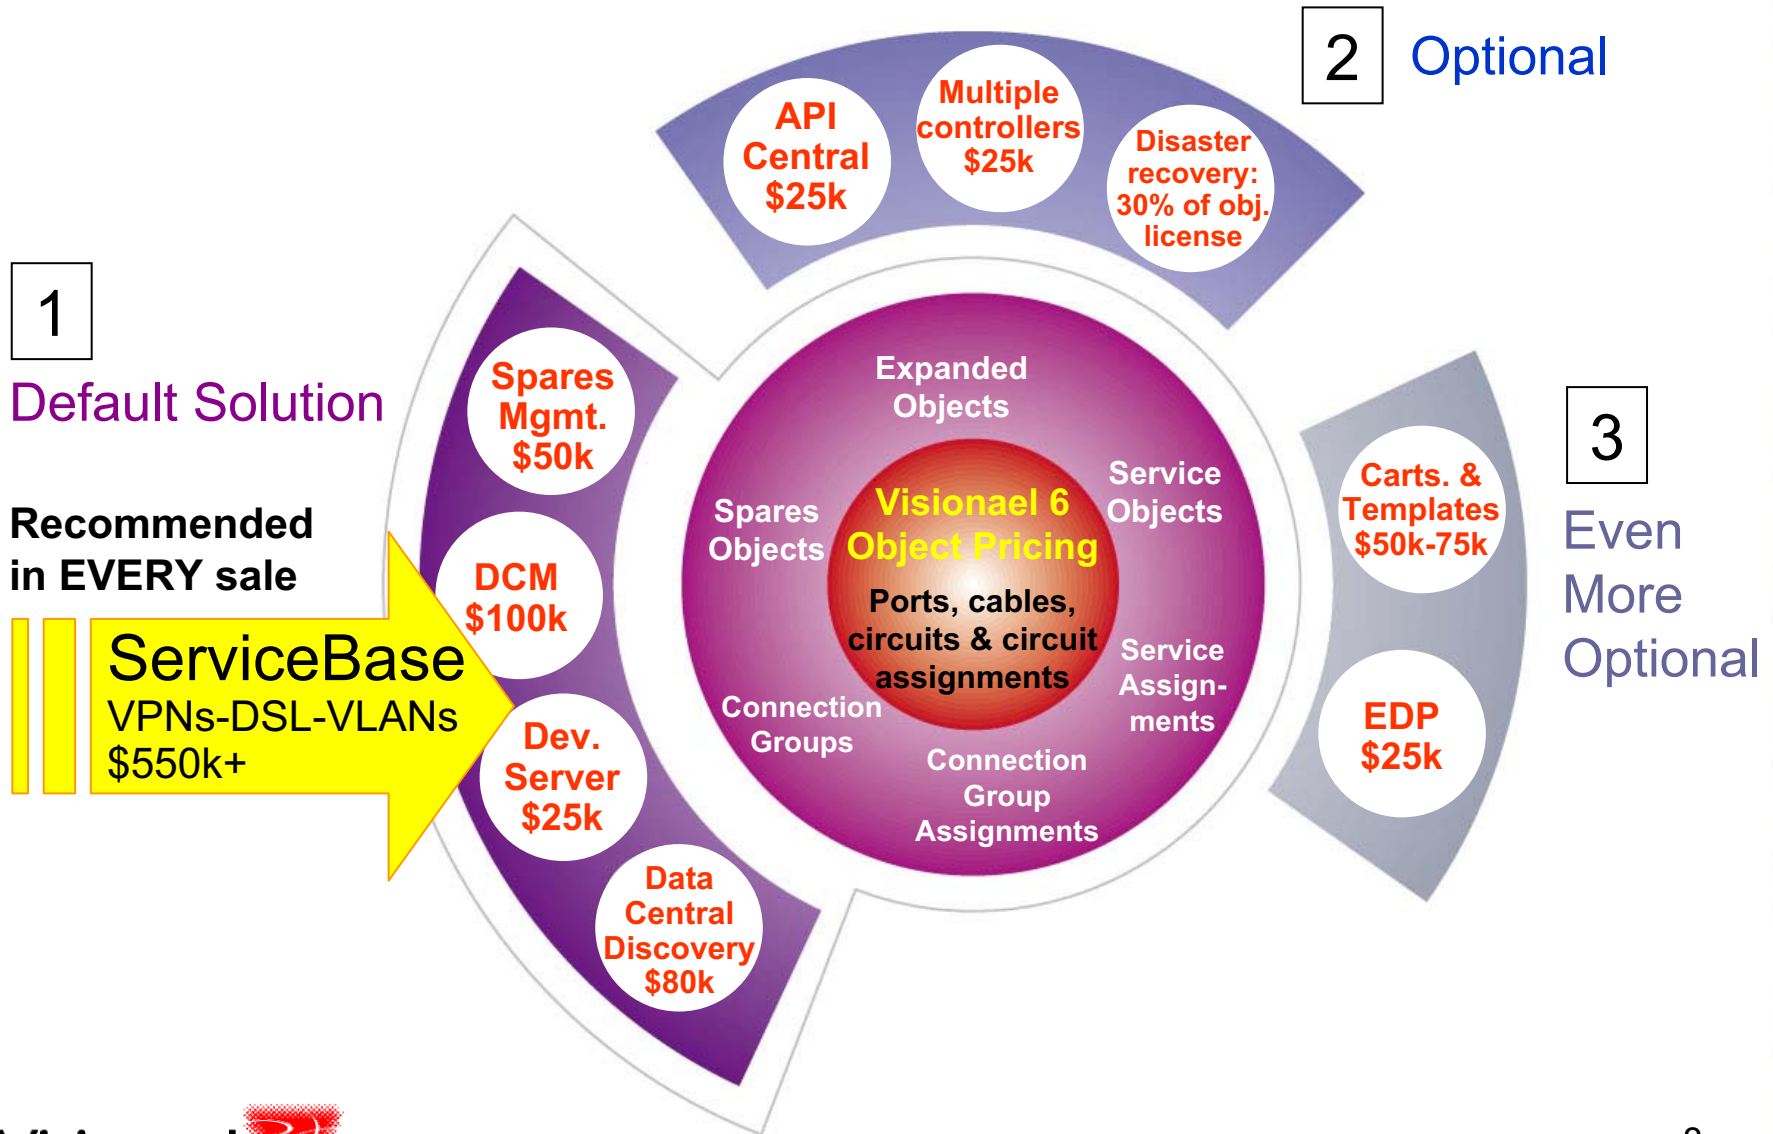 1
Default Solution
Recommended
in EVERY sale
ServiceBase
VPNs-DSL-VLANs
$550k+
Spares
Mgmt.
$50k
DCM
$100k
Dev.
Server
$25k
Data
Central
Discovery
$80k
2
Optional
API
Central
$25k
Multiple
controllers
$25k
Disaster
recovery:
30% of obj.
license
Expanded
Objects
Service
Objects
Spares
Objects
Visionael 6
Object Pricing
Ports, cables,
circuits & circuit
assignments
Service
Assign-
ments
Connection
Groups
Connection
Group
Assignments
3
Even
More
Optional
Carts. &
Templates
$50k-75k
EDP
$25k